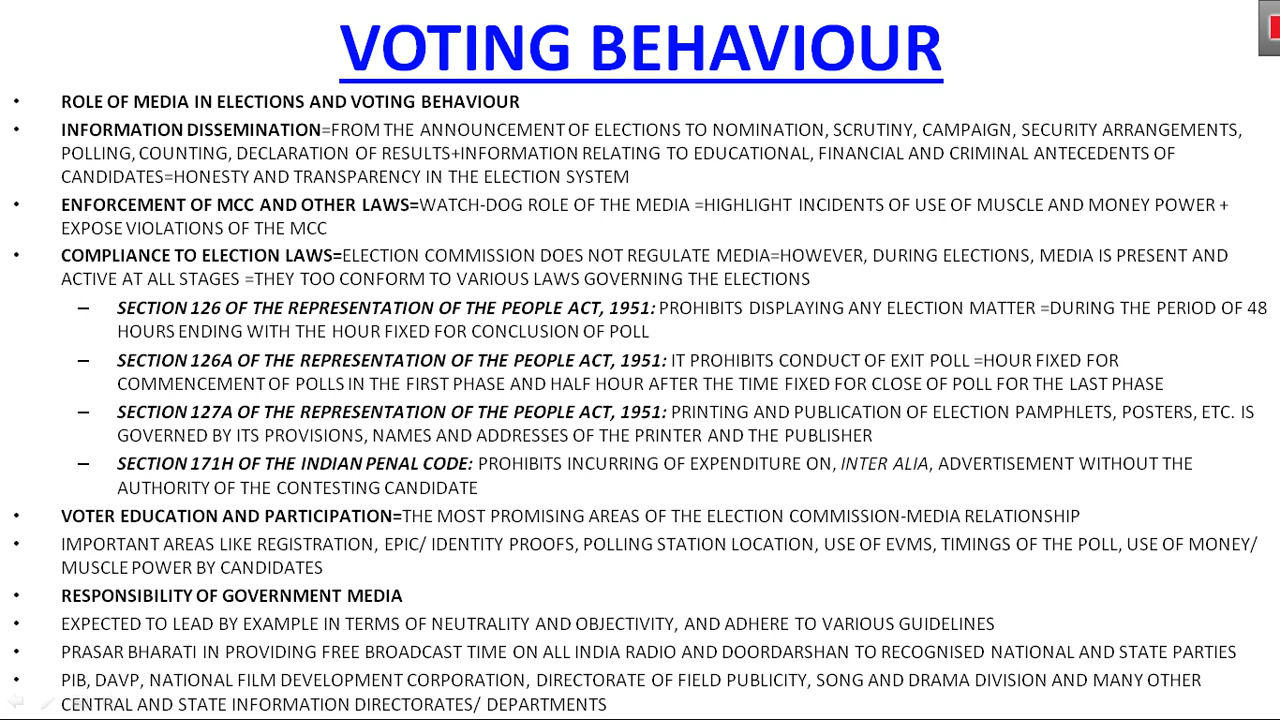 VOTING BEHAVIOUR
• ROLE OF MEDIA IN ELECTIONS AND VOTING BEHAVIOUR
• INFORMATION DISSEMINATION=FROM THE ANNOUNCEMENT OF ELECTIONS TO NOMINATION, SCRUTINY, CAMPAIGN, SECURITY ARRANGEMENTS,
POLLING, COUNTING, DECLARATION OF RESULTS+INFORMATION RELATING TO EDUCATIONAL, FINANCIAL AND CRIMINAL ANTECEDENTS OF
CANDIDATES=HONESTY AND TRANSPARENCY IN THE ELECTION SYSTEM
• ENFORCEMENT OF MCC AND OTHER LAWS=WATCH-DOG ROLE OF THE MEDIA =HIGHLIGHT INCIDENTS OF USE OF MUSCLE AND MONEY POWER +
EXPOSE VIOLATIONS OF THE MCC
• COMPLIANCE TO ELECTION LAWS=ELECTION COMMISSION DOES NOT REGULATE MEDIA=HOWEVER, DURING ELECTIONS, MEDIA IS PRESENT AND
ACTIVE AT ALL STAGES =THEY TOO CONFORM TO VARIOUS LAWS GOVERNING THE ELECTIONS
– SECTION 126 OF THE REPRESENTATION OF THE PEOPLE ACT, 1951: PROHIBITS DISPLAYING ANY ELECTION MATTER =DURING THE PERIOD OF 48
HOURS ENDING WITH THE HOUR FIXED FOR CONCLUSION OF POLL
– SECTION 126A OF THE REPRESENTATION OF THE PEOPLE ACT, 1951: IT PROHIBITS CONDUCT OF EXIT POLL =HOUR FIXED FOR
COMMENCEMENT OF POLLS IN THE FIRST PHASE AND HALF HOUR AFTER THE TIME FIXED FOR CLOSE OF POLL FOR THE LAST PHASE
– SECTION 127A OF THE REPRESENTATION OF THE PEOPLE ACT, 1951: PRINTING AND PUBLICATION OF ELECTION PAMPHLETS, POSTERS, ETC. IS
GOVERNED BY ITS PROVISIONS, NAMES AND ADDRESSES OF THE PRINTER AND THE PUBLISHER
– SECTION 171H OF THE INDIAN PENAL CODE: PROHIBITS INCURRING OF EXPENDITURE ON, INTER ALIA, ADVERTISEMENT WITHOUT THE
AUTHORITY OF THE CONTESTING CANDIDATE
• VOTER EDUCATION AND PARTICIPATION=THE MOST PROMISING AREAS OF THE ELECTION COMMISSION-MEDIA RELATIONSHIP
• IMPORTANT AREAS LIKE REGISTRATION, EPIC/ IDENTITY PROOFS, POLLING STATION LOCATION, USE OF EVMS, TIMINGS OF THE POLL, USE OF MONEY/
MUSCLE POWER BY CANDIDATES
• RESPONSIBILITY OF GOVERNMENT MEDIA
• EXPECTED TO LEAD BY EXAMPLE IN TERMS OF NEUTRALITY AND OBJECTIVITY, AND ADHERE TO VARIOUS GUIDELINES
• PRASAR BHARATI IN PROVIDING FREE BROADCAST TIME ON ALL INDIA RADIO AND DOORDARSHAN TO RECOGNISED NATIONAL AND STATE PARTIES
• PIB, DAVP, NATIONAL FILM DEVELOPMENT CORPORATION, DIRECTORATE OF FIELD PUBLICITY, SONG AND DRAMA DIVISION AND MANY OTHER
CENTRAL AND STATE INFORMATION DIRECTORATES/ DEPARTMENTS